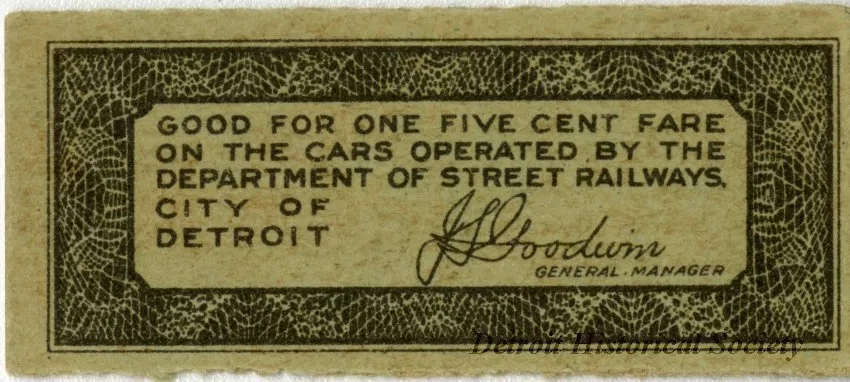 GOOD FOR ONE FIVE CENT FARE
ON THE CARS OPERATED BY THE
DEPARTMENT OF STREET RAILWAYS,
CITY OF
DETROIT
JSGoodwin
GENERAL MANAGER
Detroit Historical Society